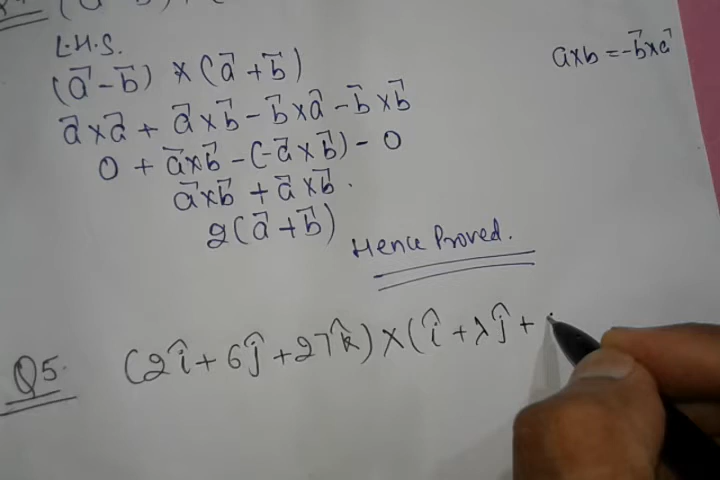 L.H.S.
a×b = -b⃗×a⃗
(a⃗ - b⃗) × (a⃗ + b⃗)
a⃗×a⃗ + a⃗×b⃗ - b⃗×a⃗ - b⃗×b⃗
0 + a⃗×b⃗ - (-a⃗×b⃗) - 0
a⃗×b⃗ + a⃗×b⃗.
2(a⃗ + b⃗)
Hence Proved.
Q5. (2î + 6ĵ + 27k̂) × (î + λĵ +